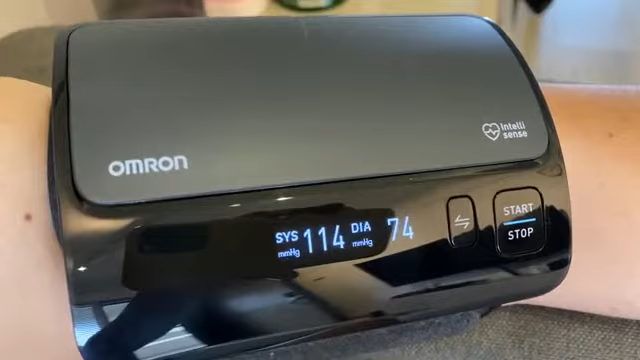 intelli
sense
OMRON
START
STOP
SYS 114 DIA 74
mmHg mmHg